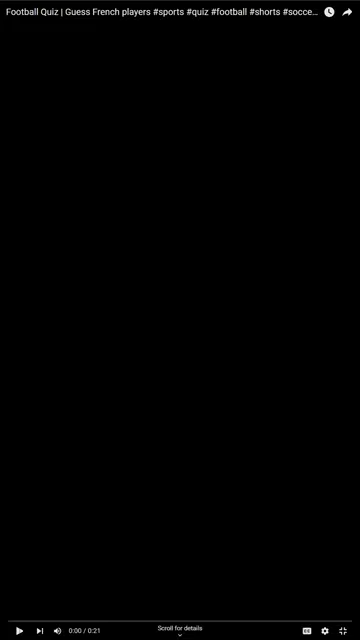 Football Quiz | Guess French players #sports #quiz #football #shorts #socce...
0:00 / 0:21
Scroll for details